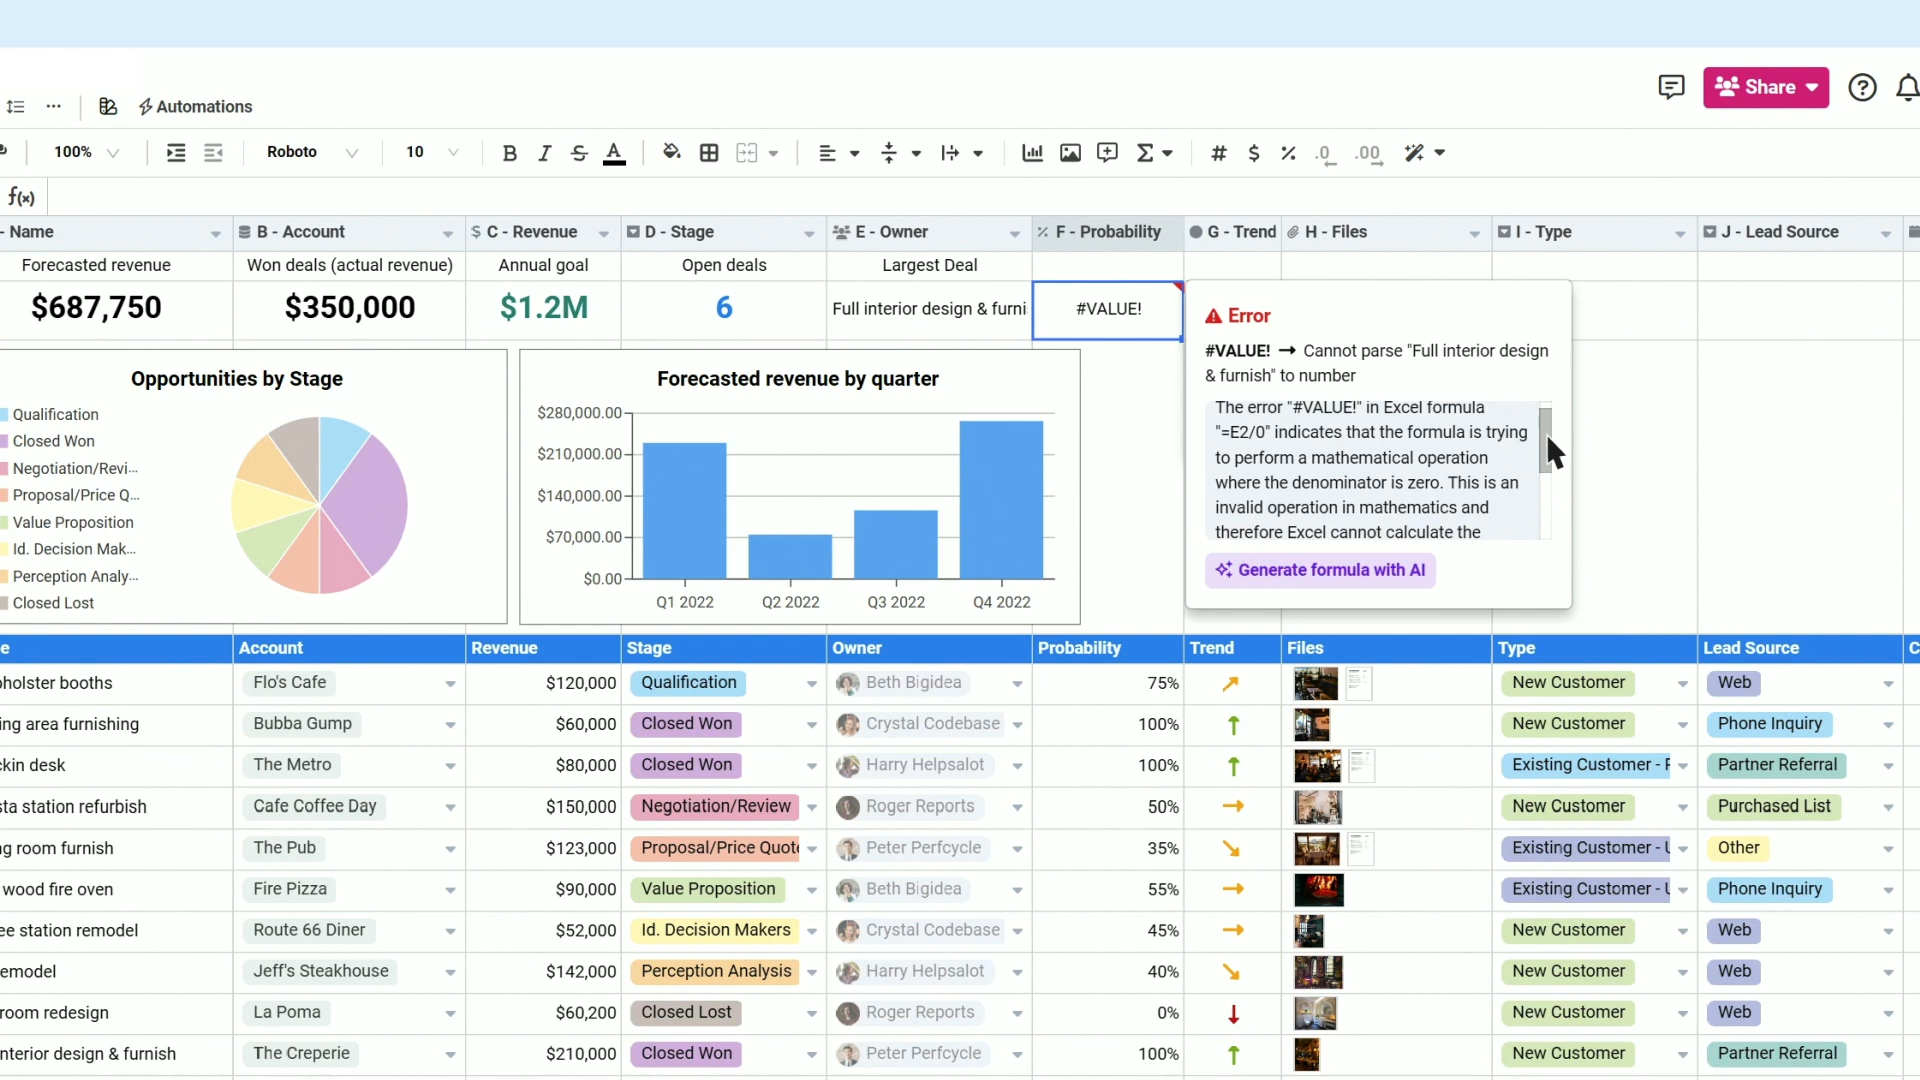 Automations
Share
100%
Roboto
10
B
I
S
A
Σ
#
$
%
.0
.00
f(x)
- Name
B - Account
$ C - Revenue
D - Stage
E - Owner
% F - Probability
G - Trend
H - Files
I - Type
J - Lead Source
Forecasted revenue
Won deals (actual revenue)
Annual goal
Open deals
Largest Deal
$687,750
$350,000
$1.2M
6
Full interior design & furni
#VALUE!
Error
#VALUE! → Cannot parse "Full interior design
& furnish" to number
The error "#VALUE!" in Excel formula
"=E2/0" indicates that the formula is trying
to perform a mathematical operation
where the denominator is zero. This is an
invalid operation in mathematics and
therefore Excel cannot calculate the
Generate formula with AI
Opportunities by Stage
Qualification
Closed Won
Negotiation/Revi...
Proposal/Price Q...
Value Proposition
Id. Decision Mak...
Perception Analy...
Closed Lost
Forecasted revenue by quarter
$280,000.00
$210,000.00
$140,000.00
$70,000.00
$0.00
Q1 2022 Q2 2022 Q3 2022 Q4 2022
e Account Revenue Stage Owner Probability Trend Files Type Lead Source C
pholster booths Flo's Cafe $120,000 Qualification Beth Bigidea 75% New Customer Web
ing area furnishing Bubba Gump $60,000 Closed Won Crystal Codebase 100% New Customer Phone Inquiry
ckin desk The Metro $80,000 Closed Won Harry Helpsalot 100% Existing Customer - Partner Referral
sta station refurbish Cafe Coffee Day $150,000 Negotiation/Review Roger Reports 50% New Customer Purchased List
g room furnish The Pub $123,000 Proposal/Price Quote Peter Perfcycle 35% Existing Customer - Other
wood fire oven Fire Pizza $90,000 Value Proposition Beth Bigidea 55% Existing Customer - Phone Inquiry
ee station remodel Route 66 Diner $52,000 Id. Decision Makers Crystal Codebase 45% New Customer Web
emodel Jeff's Steakhouse $142,000 Perception Analysis Harry Helpsalot 40% New Customer Web
room redesign La Poma $60,200 Closed Lost Roger Reports 0% New Customer Web
nterior design & furnish The Creperie $210,000 Closed Won Peter Perfcycle 100% New Customer Partner Referral